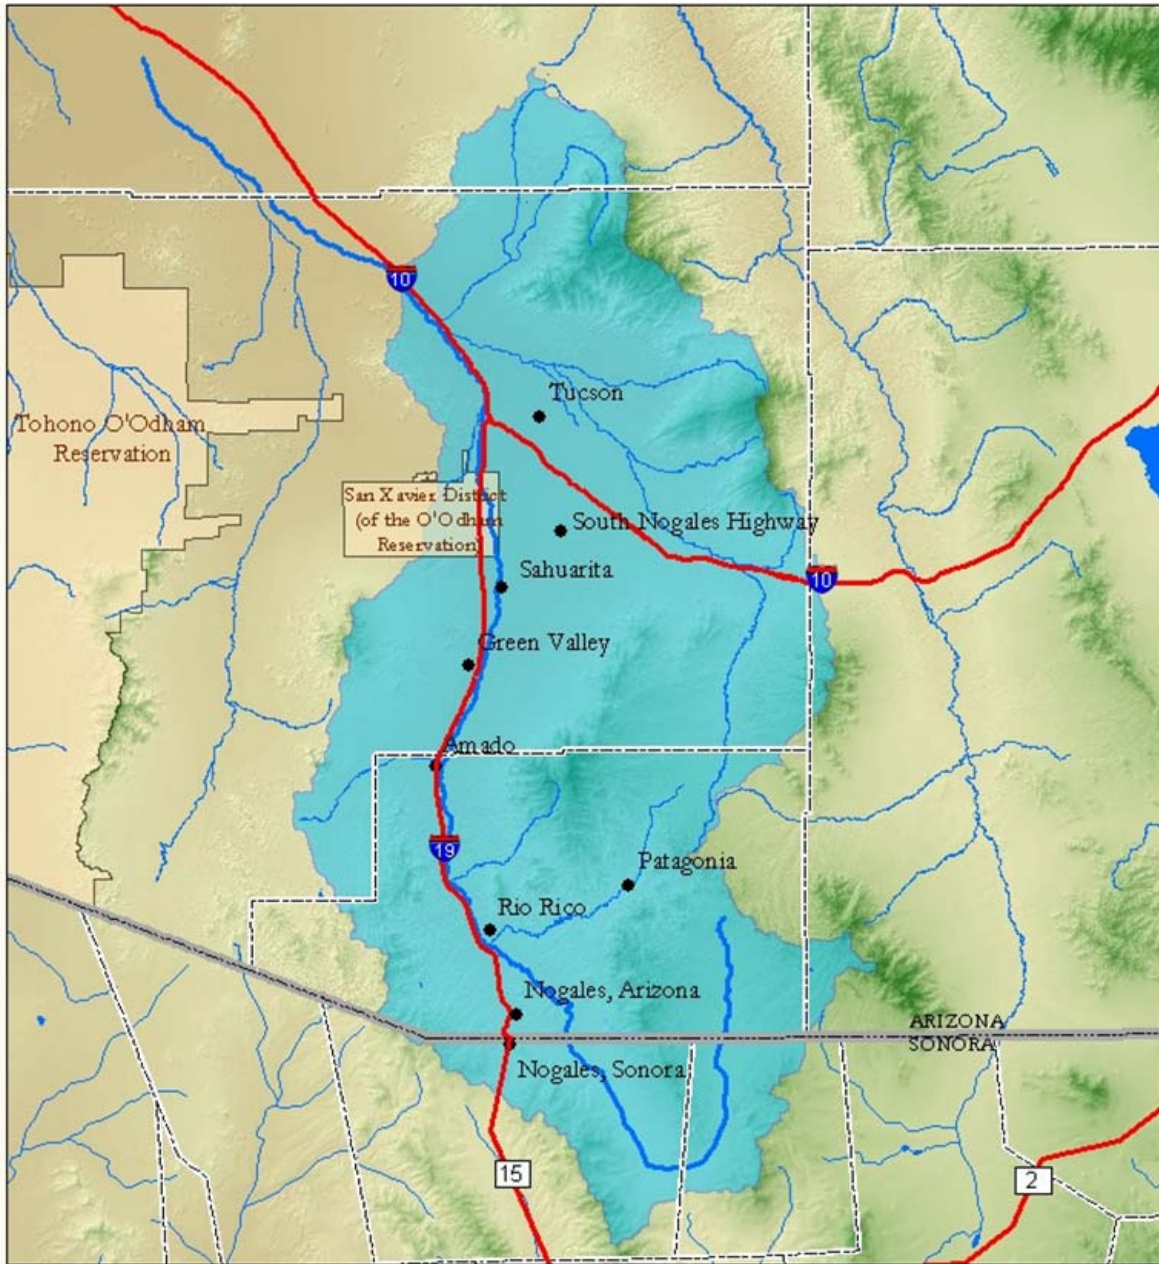 10
Tucson
Tohono O'Odham
Reservation
San Xavier District
(of the O'Odham
Reservation)
South Nogales Highway
Sahuarita
10
Green Valley
Amado
19
Patagonia
Rio Rico
Nogales, Arizona
ARIZONA
SONORA
Nogales, Sonora
15
2